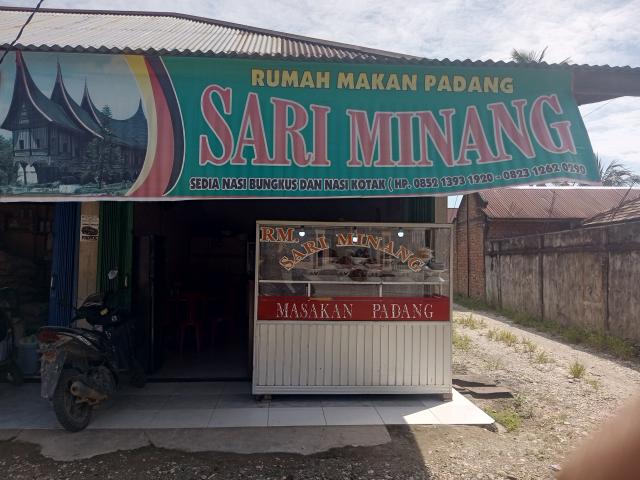 RUMAH MAKAN PADANG
SARI MINANG
SEDIA NASI BUNGKUS DAN NASI KOTAK ( HP. 0852 1393 1920 - 0823 1262 0290
RM. SARI MINANG
MASAKAN PADANG